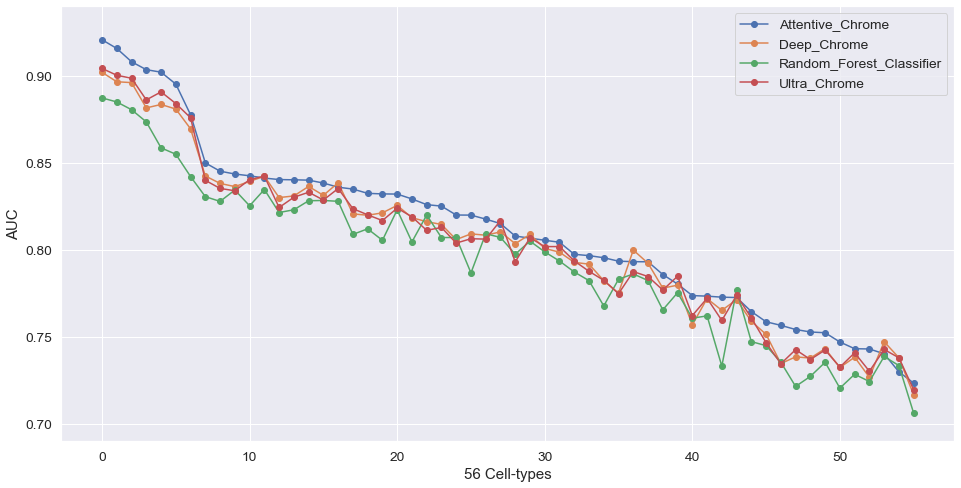 Attentive_Chrome
Deep_Chrome
Random_Forest_Classifier
Ultra_Chrome
0.90
0.85
0.80
0.75
0.70
AUC
0 10 20 30 40 50
56 Cell-types